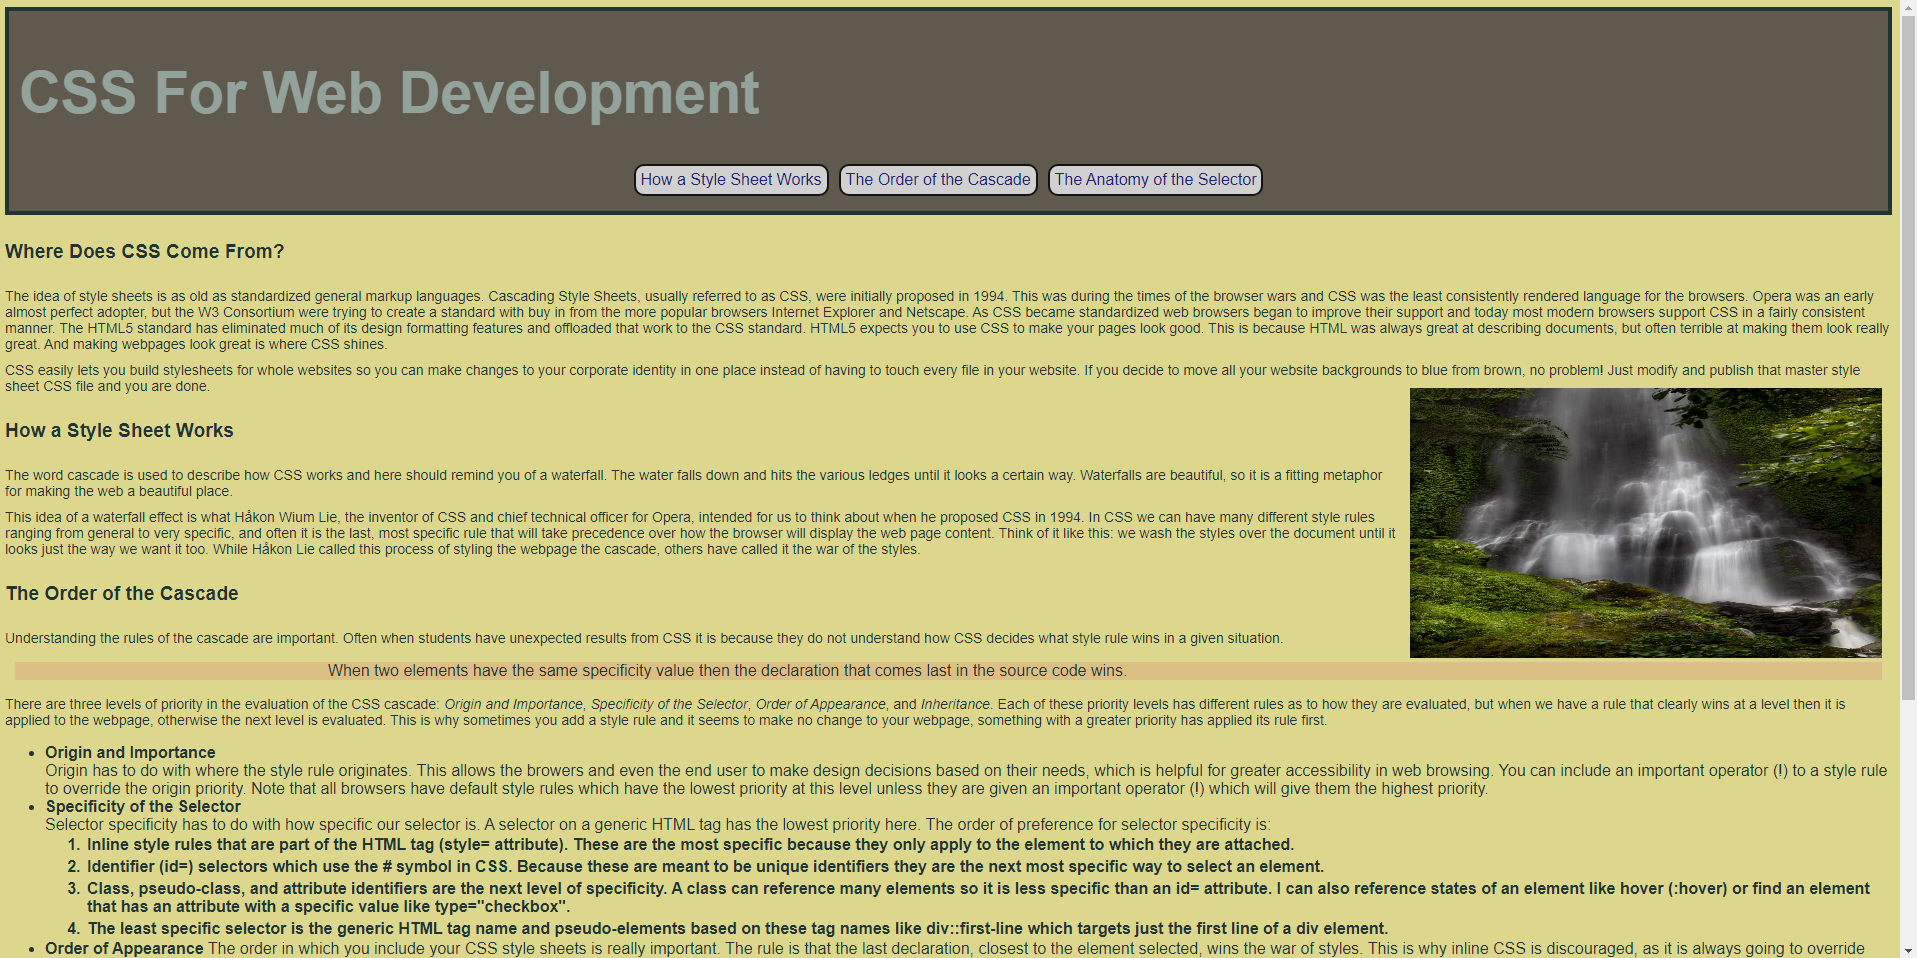 CSS For Web Development
How a Style Sheet Works
The Order of the Cascade
The Anatomy of the Selector
Where Does CSS Come From?
The idea of style sheets is as old as standardized general markup languages. Cascading Style Sheets, usually referred to as CSS, were initially proposed in 1994. This was during the times of the browser wars and CSS was the least consistently rendered language for the browsers. Opera was an early
almost perfect adopter, but the W3 Consortium were trying to create a standard with buy in from the more popular browsers Internet Explorer and Netscape. As CSS became standardized web browsers began to improve their support and today most modern browsers support CSS in a fairly consistent
manner. The HTML5 standard has eliminated much of its design formatting features and offloaded that work to the CSS standard. HTML5 expects you to use CSS to make your pages look good. This is because HTML was always great at describing documents, but often terrible at making them look really
great. And making webpages look great is where CSS shines.
CSS easily lets you build stylesheets for whole websites so you can make changes to your corporate identity in one place instead of having to touch every file in your website. If you decide to move all your website backgrounds to blue from brown, no problem! Just modify and publish that master style
sheet CSS file and you are done.
How a Style Sheet Works
The word cascade is used to describe how CSS works and here should remind you of a waterfall. The water falls down and hits the various ledges until it looks a certain way. Waterfalls are beautiful, so it is a fitting metaphor
for making the web a beautiful place.
This idea of a waterfall effect is what Håkon Wium Lie, the inventor of CSS and chief technical officer for Opera, intended for us to think about when he proposed CSS in 1994. In CSS we can have many different style rules
ranging from general to very specific, and often it is the last, most specific rule that will take precedence over how the browser will display the web page content. Think of it like this: we wash the styles over the document until it
looks just the way we want it too. While Håkon Lie called this process of styling the webpage the cascade, others have called it the war of the styles.
The Order of the Cascade
Understanding the rules of the cascade are important. Often when students have unexpected results from CSS it is because they do not understand how CSS decides what style rule wins in a given situation.
When two elements have the same specificity value then the declaration that comes last in the source code wins.
There are three levels of priority in the evaluation of the CSS cascade: Origin and Importance, Specificity of the Selector, Order of Appearance, and Inheritance. Each of these priority levels has different rules as to how they are evaluated, but when we have a rule that clearly wins at a level then it is
applied to the webpage, otherwise the next level is evaluated. This is why sometimes you add a style rule and it seems to make no change to your webpage, something with a greater priority has applied its rule first.
• Origin and Importance
Origin has to do with where the style rule originates. This allows the browers and even the end user to make design decisions based on their needs, which is helpful for greater accessibility in web browsing. You can include an important operator (!) to a style rule
to override the origin priority. Note that all browsers have default style rules which have the lowest priority at this level unless they are given an important operator (!) which will give them the highest priority.
• Specificity of the Selector
Selector specificity has to do with how specific our selector is. A selector on a generic HTML tag has the lowest priority here. The order of preference for selector specificity is:
1. Inline style rules that are part of the HTML tag (style= attribute). These are the most specific because they only apply to the element to which they are attached.
2. Identifier (id=) selectors which use the # symbol in CSS. Because these are meant to be unique identifiers they are the next most specific way to select an element.
3. Class, pseudo-class, and attribute identifiers are the next level of specificity. A class can reference many elements so it is less specific than an id= attribute. I can also reference states of an element like hover (:hover) or find an element
that has an attribute with a specific value like type="checkbox".
4. The least specific selector is the generic HTML tag name and pseudo-elements based on these tag names like div::first-line which targets just the first line of a div element.
• Order of Appearance The order in which you include your CSS style sheets is really important. The rule is that the last declaration, closest to the element selected, wins the war of styles. This is why inline CSS is discouraged, as it is always going to override